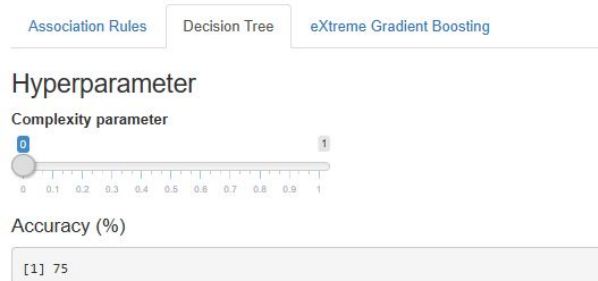 Association Rules Decision Tree eXtreme Gradient Boosting
Hyperparameter
Complexity parameter
0 1
0 0.1 0.2 0.3 0.4 0.5 0.6 0.7 0.8 0.9 1
Accuracy (%)
[1] 75